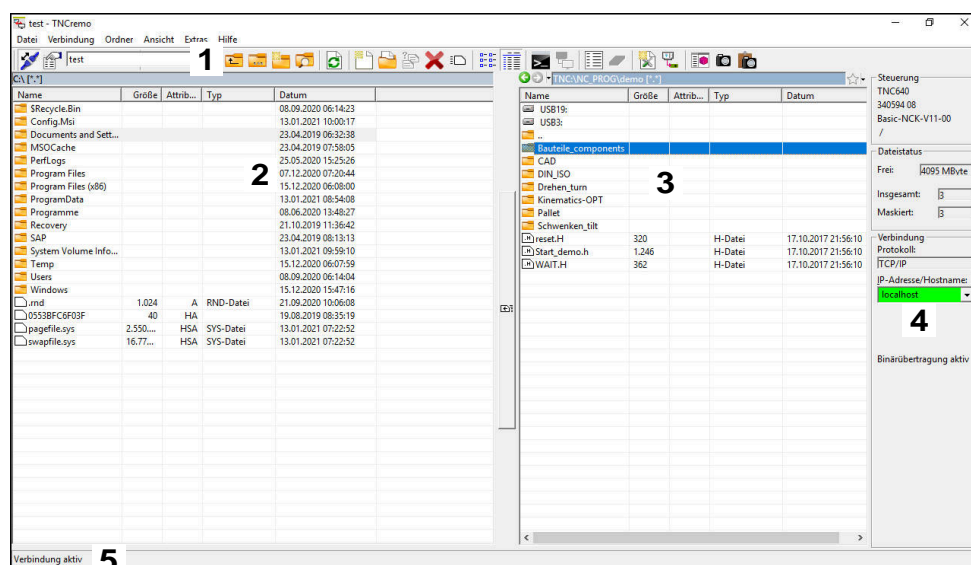 test - TNCremo
Datei Verbindung Ordner Ansicht Extras Hilfe
test
1
C:\ [*.*]
Name Größe Attrib... Typ Datum
$Recycle.Bin 08.09.2020 06:14:23
Config.Msi 13.01.2021 10:00:17
Documents and Sett... 23.04.2019 06:32:38
MSOCache 23.04.2019 07:58:05
PerfLogs 25.05.2020 15:25:26
Program Files 07.12.2020 07:20:44
Program Files (x86) 15.12.2020 06:08:00
ProgramData 13.01.2021 08:54:08
Programme 08.06.2020 13:48:27
Recovery 21.10.2019 11:36:42
SAP 23.04.2019 08:13:13
System Volume Info... 13.01.2021 09:59:10
Temp 15.12.2020 06:07:59
Users 08.09.2020 06:14:04
Windows 15.12.2020 15:47:16
.rnd 1.024 A RND-Datei 21.09.2020 10:06:08
0553BFC6F03F 40 HA 19.08.2019 08:35:19
pagefile.sys 2.550.... HSA SYS-Datei 13.01.2021 07:22:52
swapfile.sys 16.77... HSA SYS-Datei 13.01.2021 07:22:52
2
TNC:\NC_PROG\demo [*.*]
Name Größe Attrib... Typ Datum
USB19:
USB3:
..
Bauteile_components
CAD
DIN_ISO
Drehen_turn
Kinematics-OPT
Pallet
Schwenken_tilt
reset.H 320 H-Datei 17.10.2017 21:56:10
Start_demo.h 1.246 H-Datei 17.10.2017 21:56:10
WAIT.H 362 H-Datei 17.10.2017 21:56:10
3
Steuerung
TNC640
340594 08
Basic-NCK-V11-00
/
Dateistatus
Frei: 4095 MByte
Insgesamt: 3
Maskiert: 3
Verbindung
Protokoll:
TCP/IP
IP-Adresse/Hostname:
localhost
4
Binärübertragung aktiv
Verbindung aktiv
5